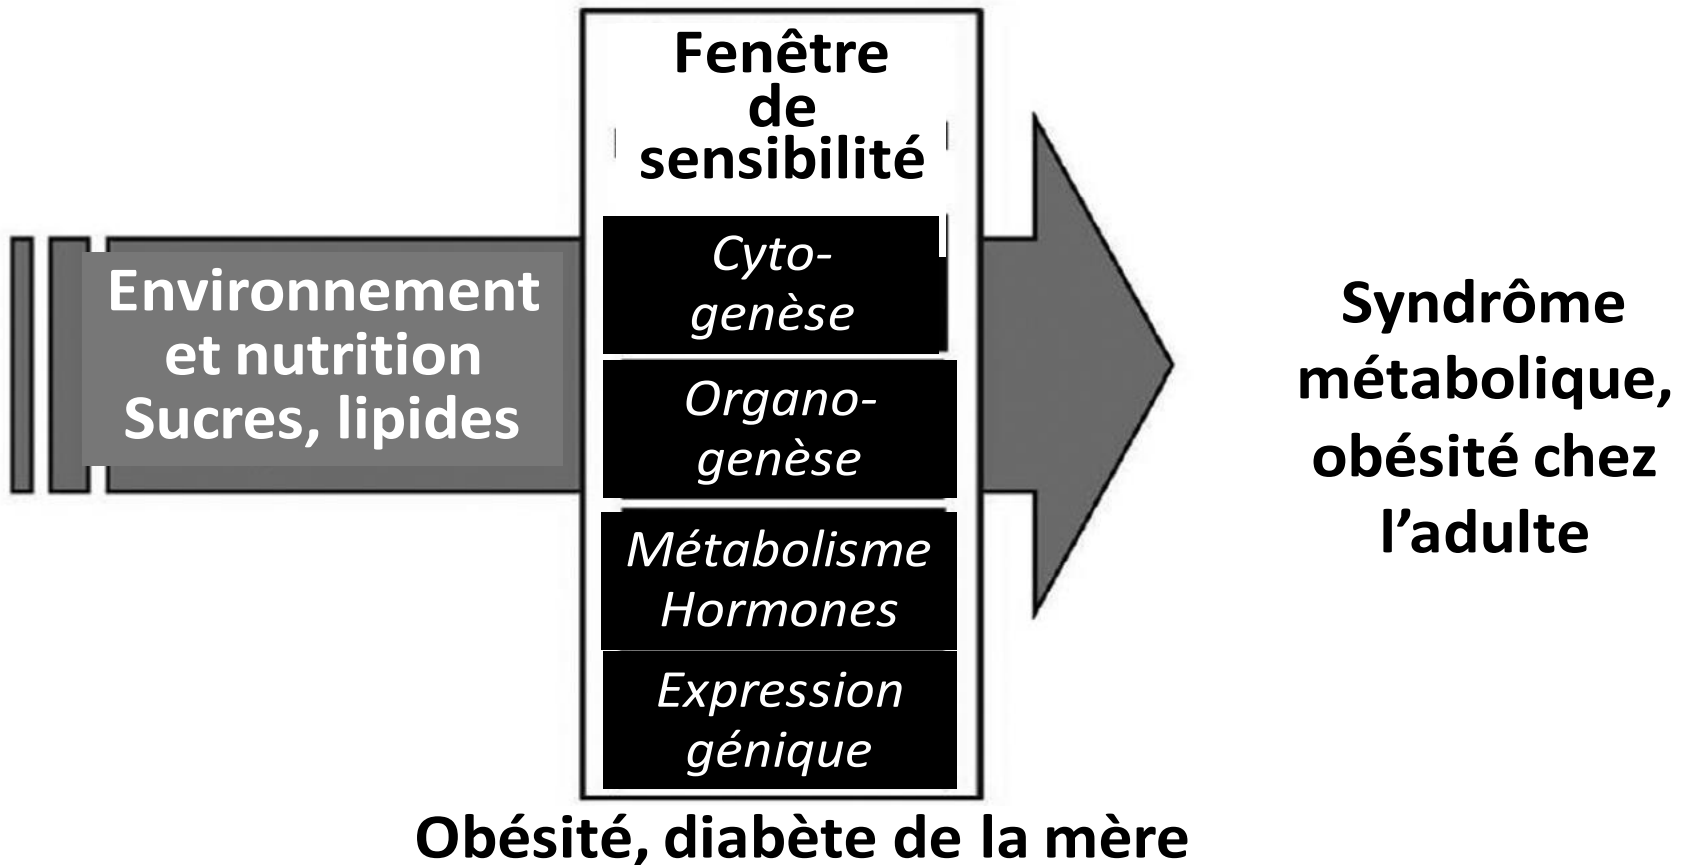 Fenêtre
de
sensibilité
Environnement
et nutrition
Sucres, lipides
Cyto-
genèse
Organo-
genèse
Métabolisme
Hormones
Expression
génique
Syndrôme
métabolique,
obésité chez
l’adulte
Obésité, diabète de la mère